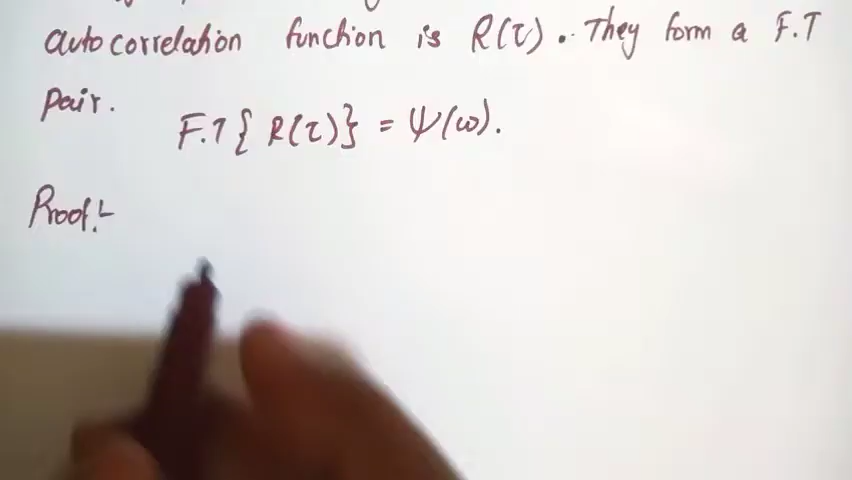 autocorrelation function is R(τ). They form a F.T
pair.
F.T{ R(τ)} = Ψ(ω).
Proof:-